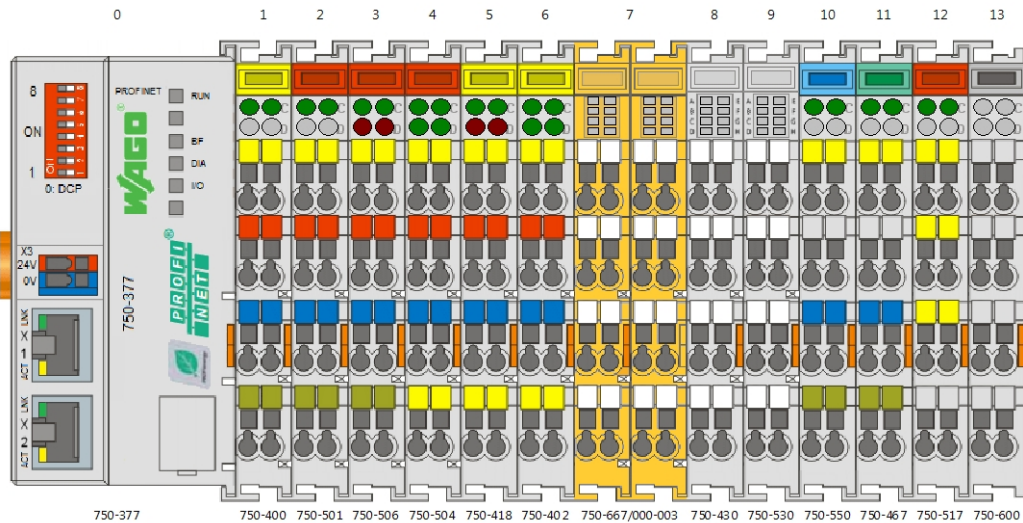 0 1 2 3 4 5 6 7 8 9 10 11 12 13
8
ON
1
0: DCP
PROFINET
RUN
BF
DIA
I/O
WAGO®
PROFI
NET®
750-377
X3
24V
0V
LNK
X
1
ACT
LNK
X
2
ACT
C C C C C C C C
D D D D D D D D
A E A E
B F B F
C G C G
D H D H
750-377 750-400 750-501 750-506 750-504 750-418 750-402 750-667/000-003 750-430 750-530 750-550 750-467 750-517 750-600